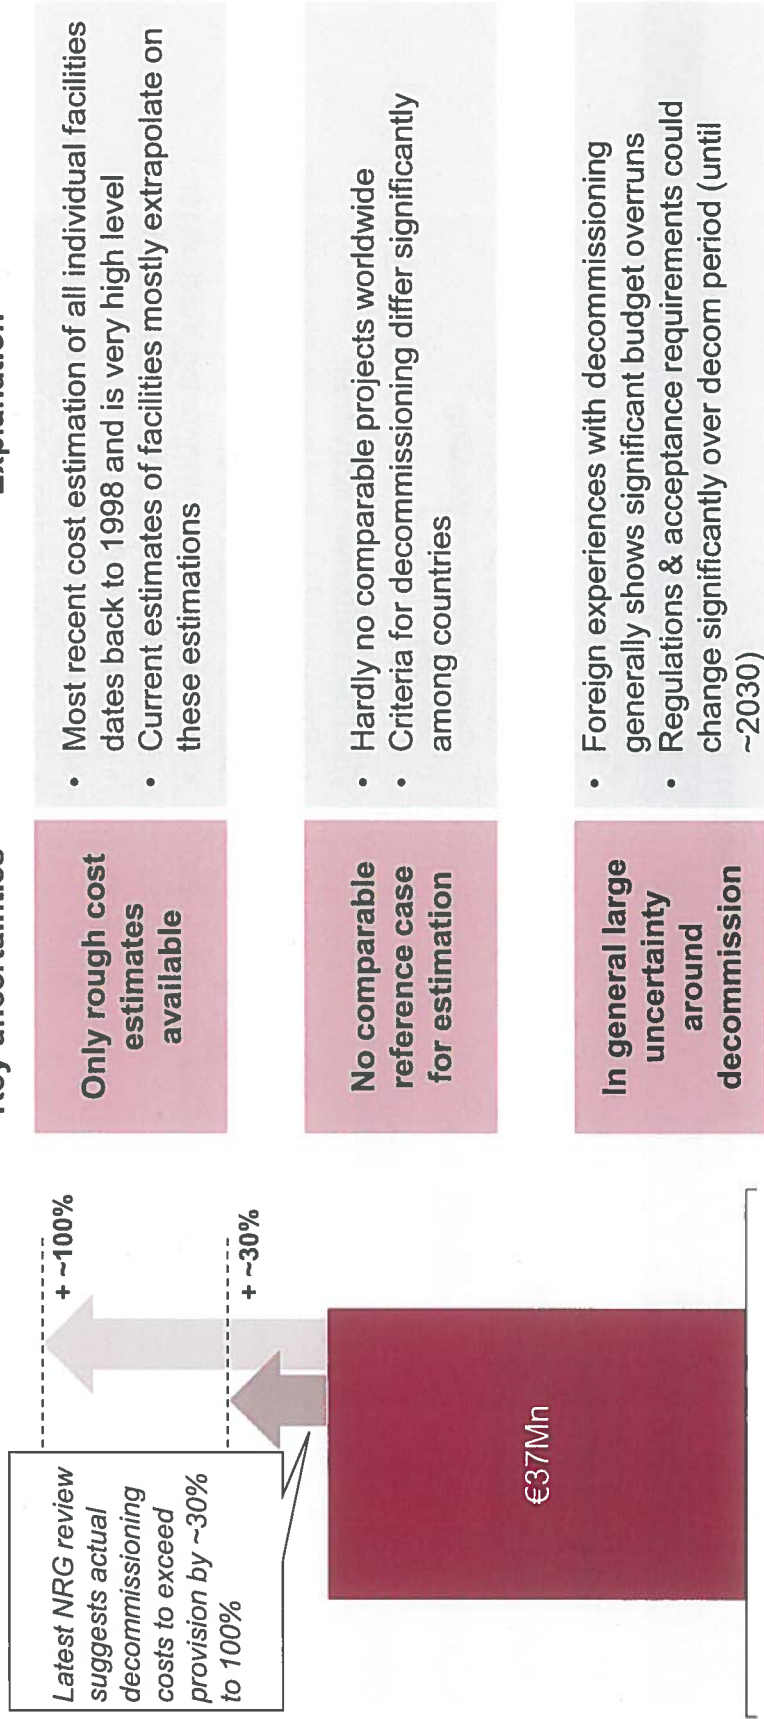 Key uncertainties
Explanation
Latest NRG review
suggests actual
decommissioning
costs to exceed
provision by ~30%
to 100%
+ ~100%
+ ~30%
€37Mn
Only rough cost
estimates
available
• Most recent cost estimation of all individual facilities
dates back to 1998 and is very high level
• Current estimates of facilities mostly extrapolate on
these estimations
No comparable
reference case
for estimation
• Hardly no comparable projects worldwide
• Criteria for decommissioning differ significantly
among countries
In general large
uncertainty
around
decommission
• Foreign experiences with decommissioning
generally shows significant budget overruns
• Regulations & acceptance requirements could
change significantly over decom period (until
~2030)